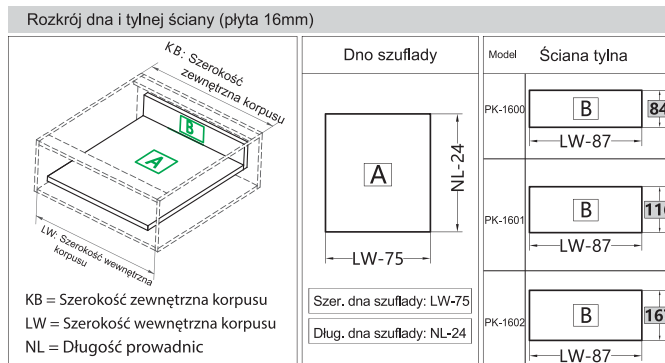 Rozkrój dna i tylnej ściany (płyta 16mm)
KB: Szerokość
zewnętrzna korpusu
B
A
LW: Szerokość wewnętrzna
korpusu
KB = Szerokość zewnętrzna korpusu
LW = Szerokość wewnętrzna korpusu
NL = Długość prowadnic
Dno szuflady
A
NL-24
LW-75
Szer. dna szuflady: LW-75
Dług. dna szuflady: NL-24
Model Ściana tylna
PK-1600 B 84
LW-87
PK-1601 B
LW-87
PK-1602 B 167
LW-87